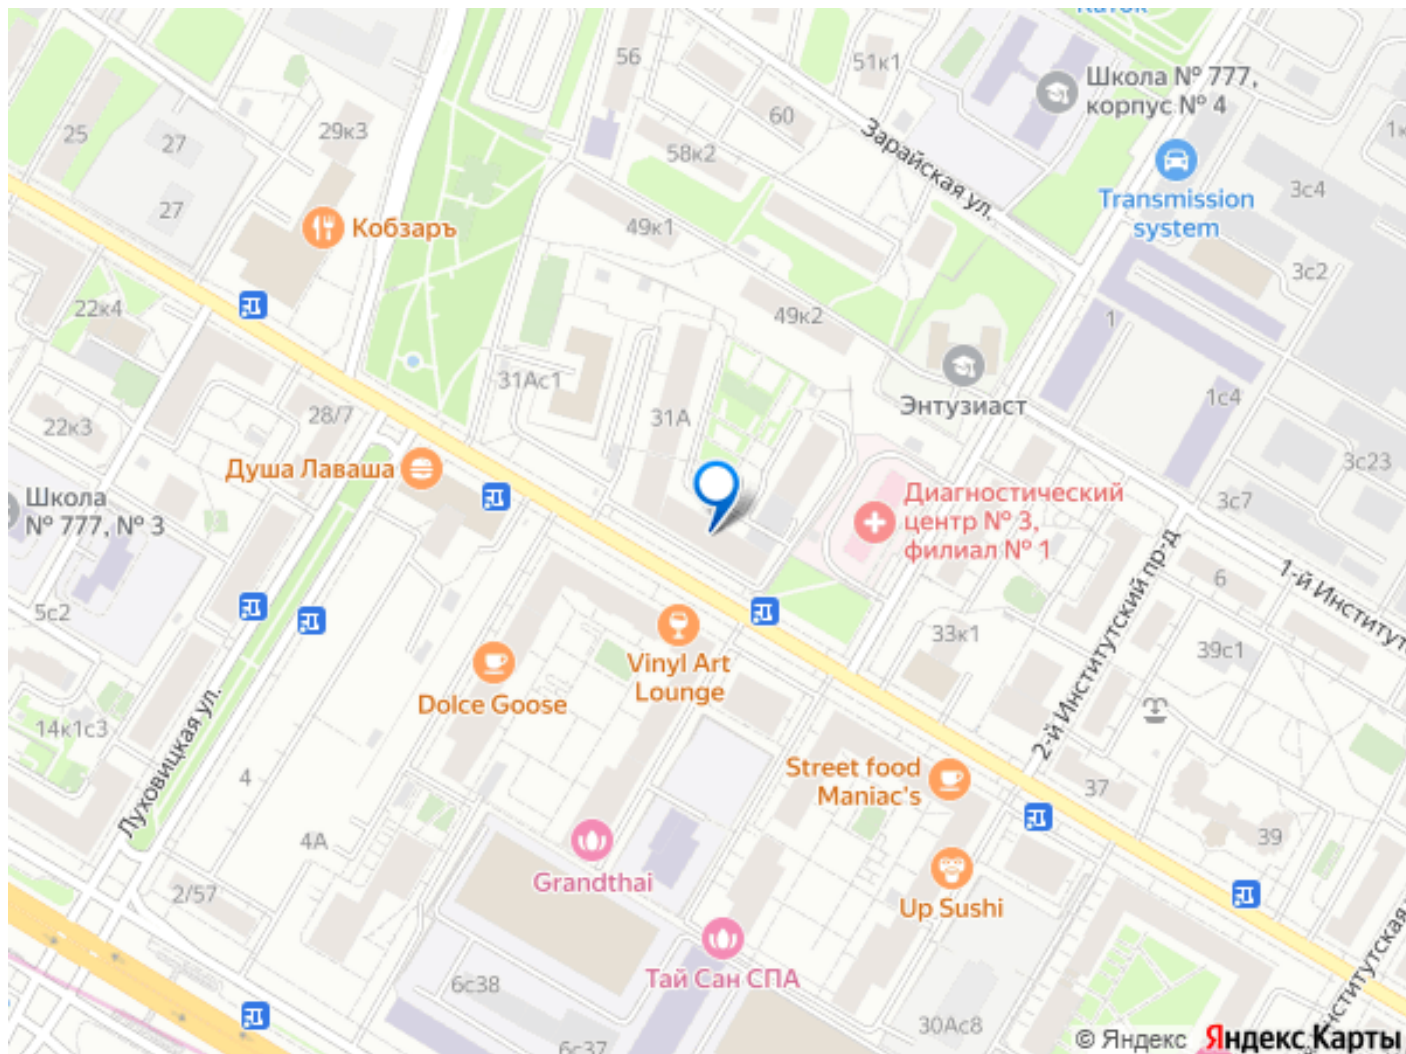 56
51к1
Школа № 777,
корпус № 4
60
29к3
25
27
58к2
Зарайская ул.
Transmission
system
3с4
27
Кобзаръ
49к1
3с2
22к4
49к2
1
31Ас1
1с4
Энтузиаст
28/7
31А
22к3
Душа Лаваша
3с23
Школа
№ 777, № 3
Диагностический
центр № 3,
филиал № 1
3с7
6
5с2
33к1
39с1
Vinyl Art
Lounge
Dolce Goose
2-й Институтский пр-д
14к1с3
Луховицкая ул.
4
Street food
Maniac's
37
39
4А
Grandthai
2/57
Up Sushi
Тай Сан СПА
6с38
30Ас8
6с37
© Яндекс Яндекс Карты